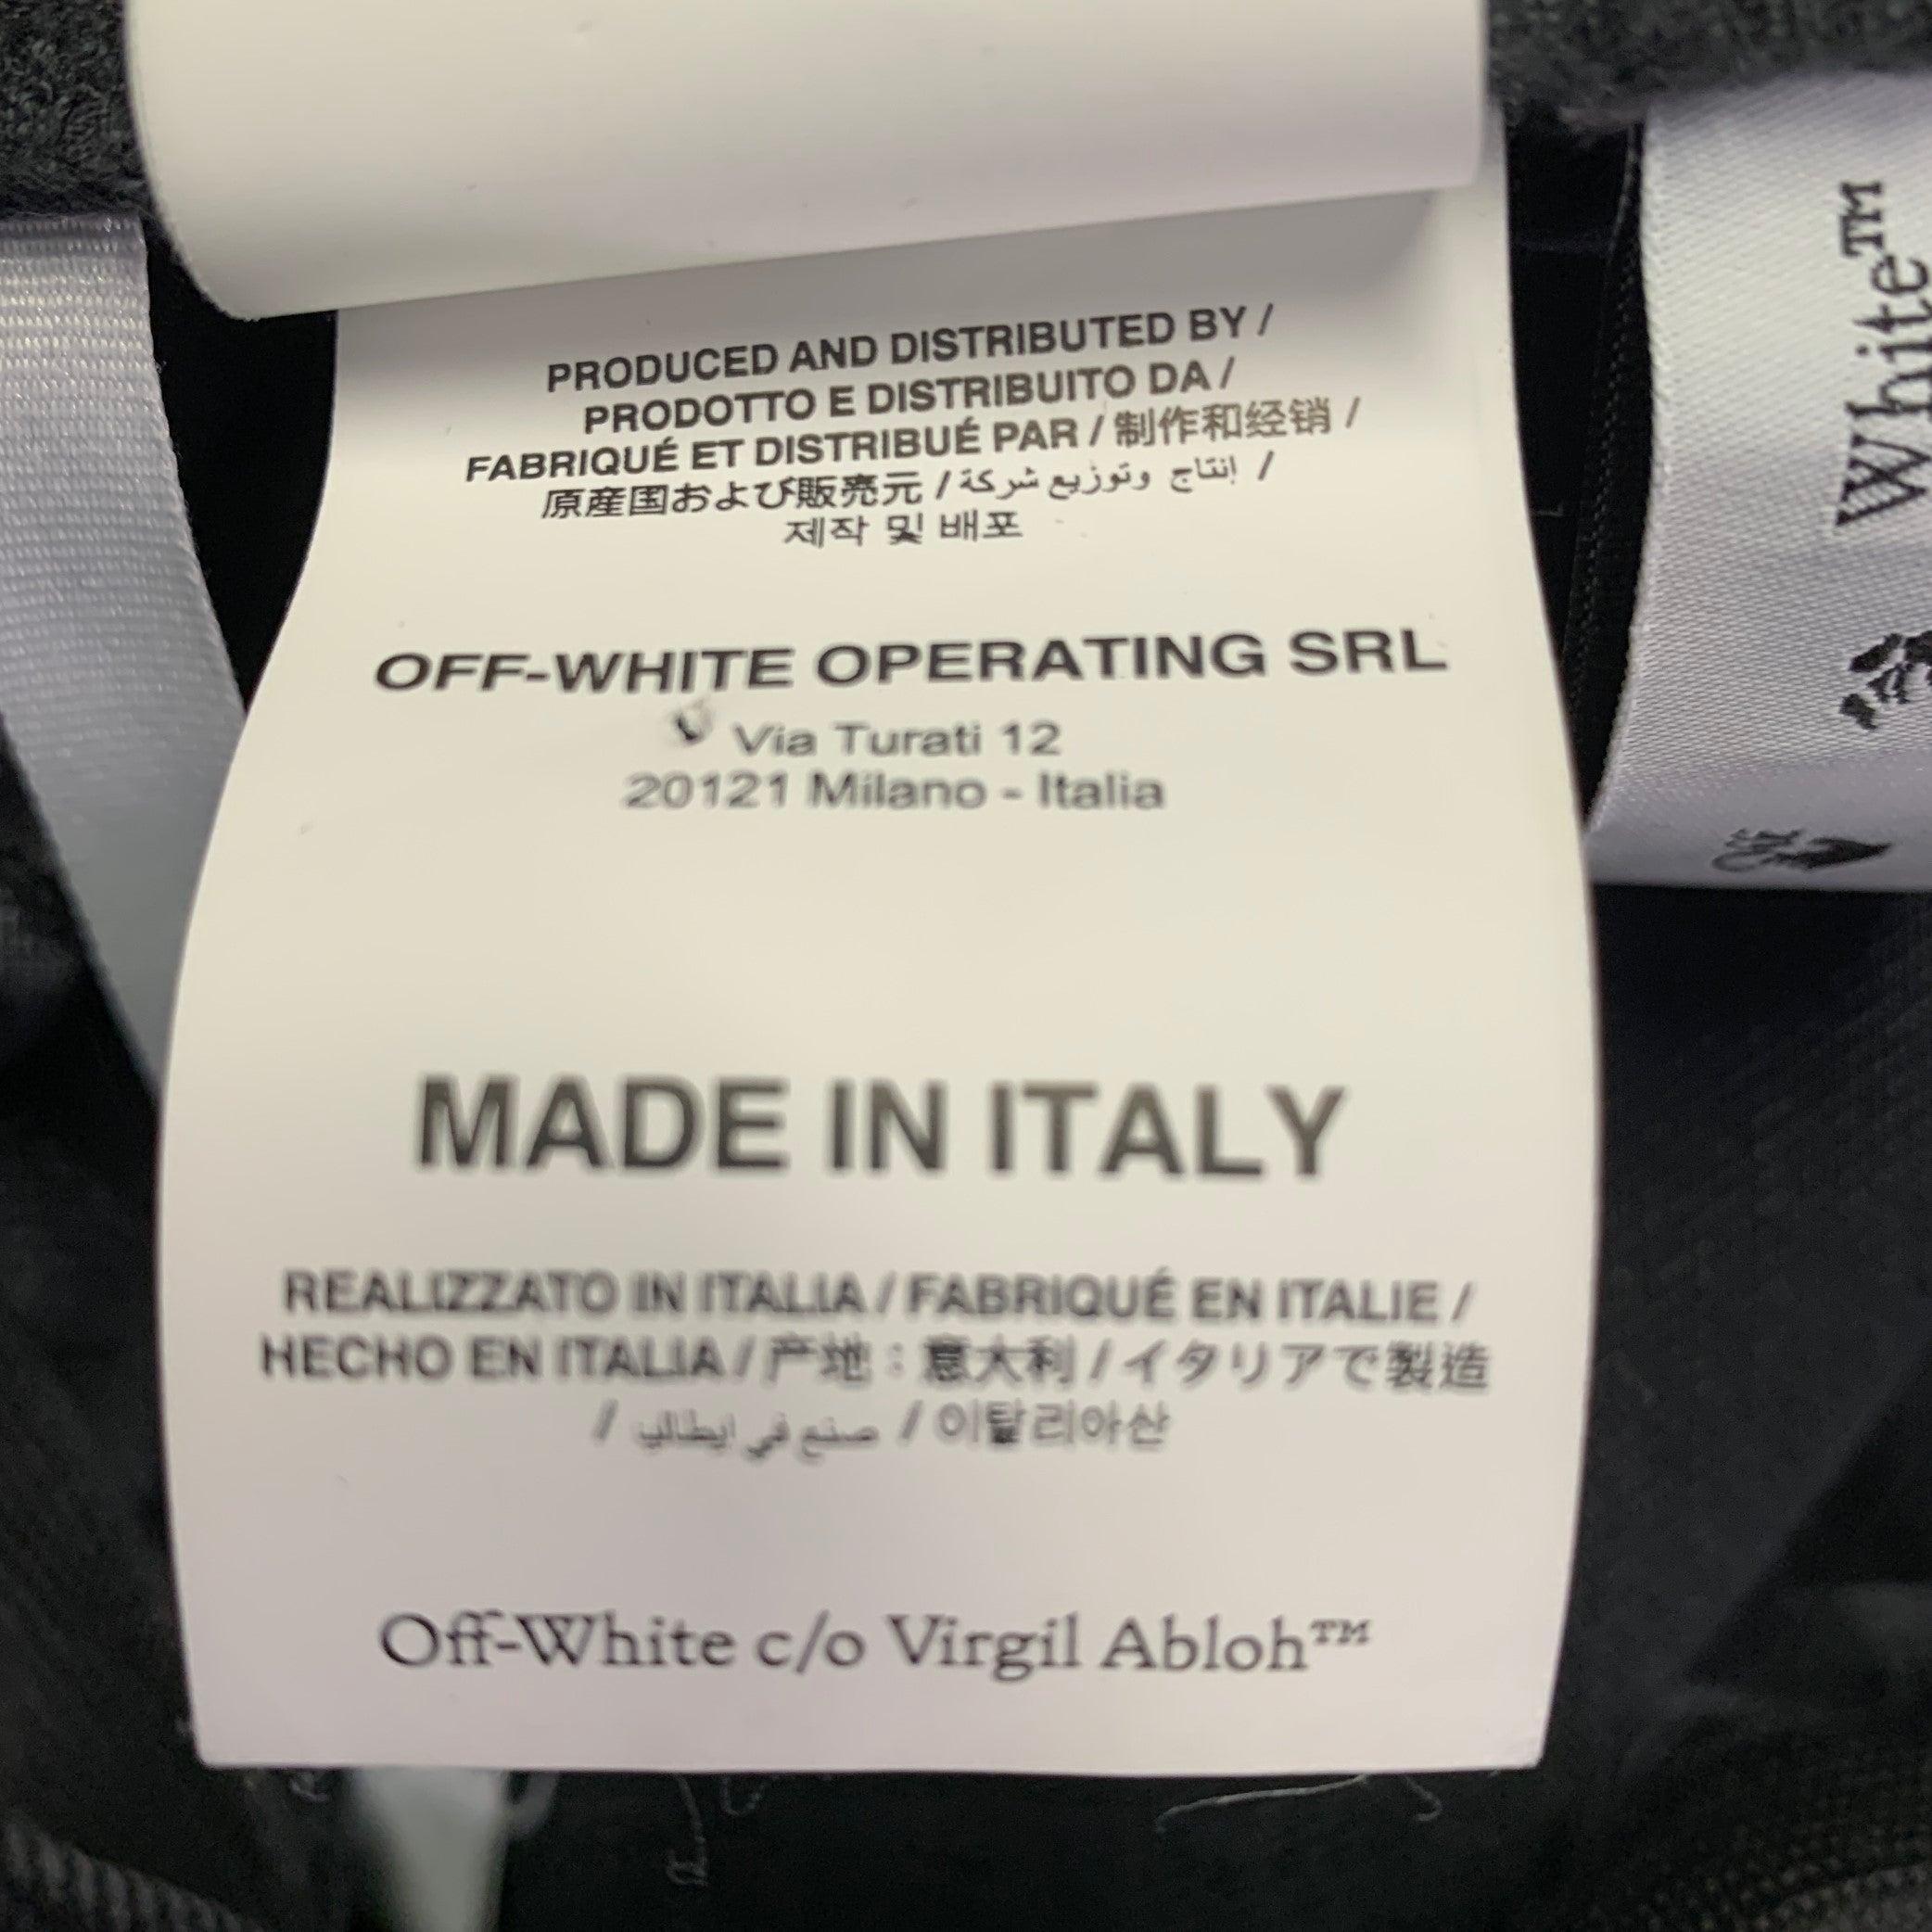 PRODUCED AND DISTRIBUTED BY /
PRODOTTO E DISTRIBUITO DA /
FABRIQUÉ ET DISTRIBUÉ PAR / 制作和经销 /
原産国および販売元 / إنتاج وتوزيع شركة /
제작 및 배포
OFF-WHITE OPERATING SRL
Via Turati 12
20121 Milano - Italia
MADE IN ITALY
REALIZZATO IN ITALIA / FABRIQUÉ EN ITALIE /
HECHO EN ITALIA / 产地：意大利 / イタリアで製造
/ صنع في ايطاليا / 이탈리아산
Off-White c/o Virgil Abloh™
White™